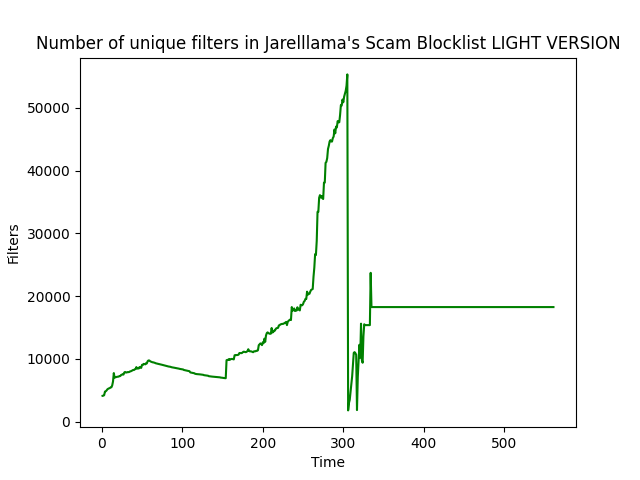 Number of unique filters in Jarelllama's Scam Blocklist LIGHT VERSION
50000
40000
30000
20000
10000
0
Filters
0 100 200 300 400 500
Time